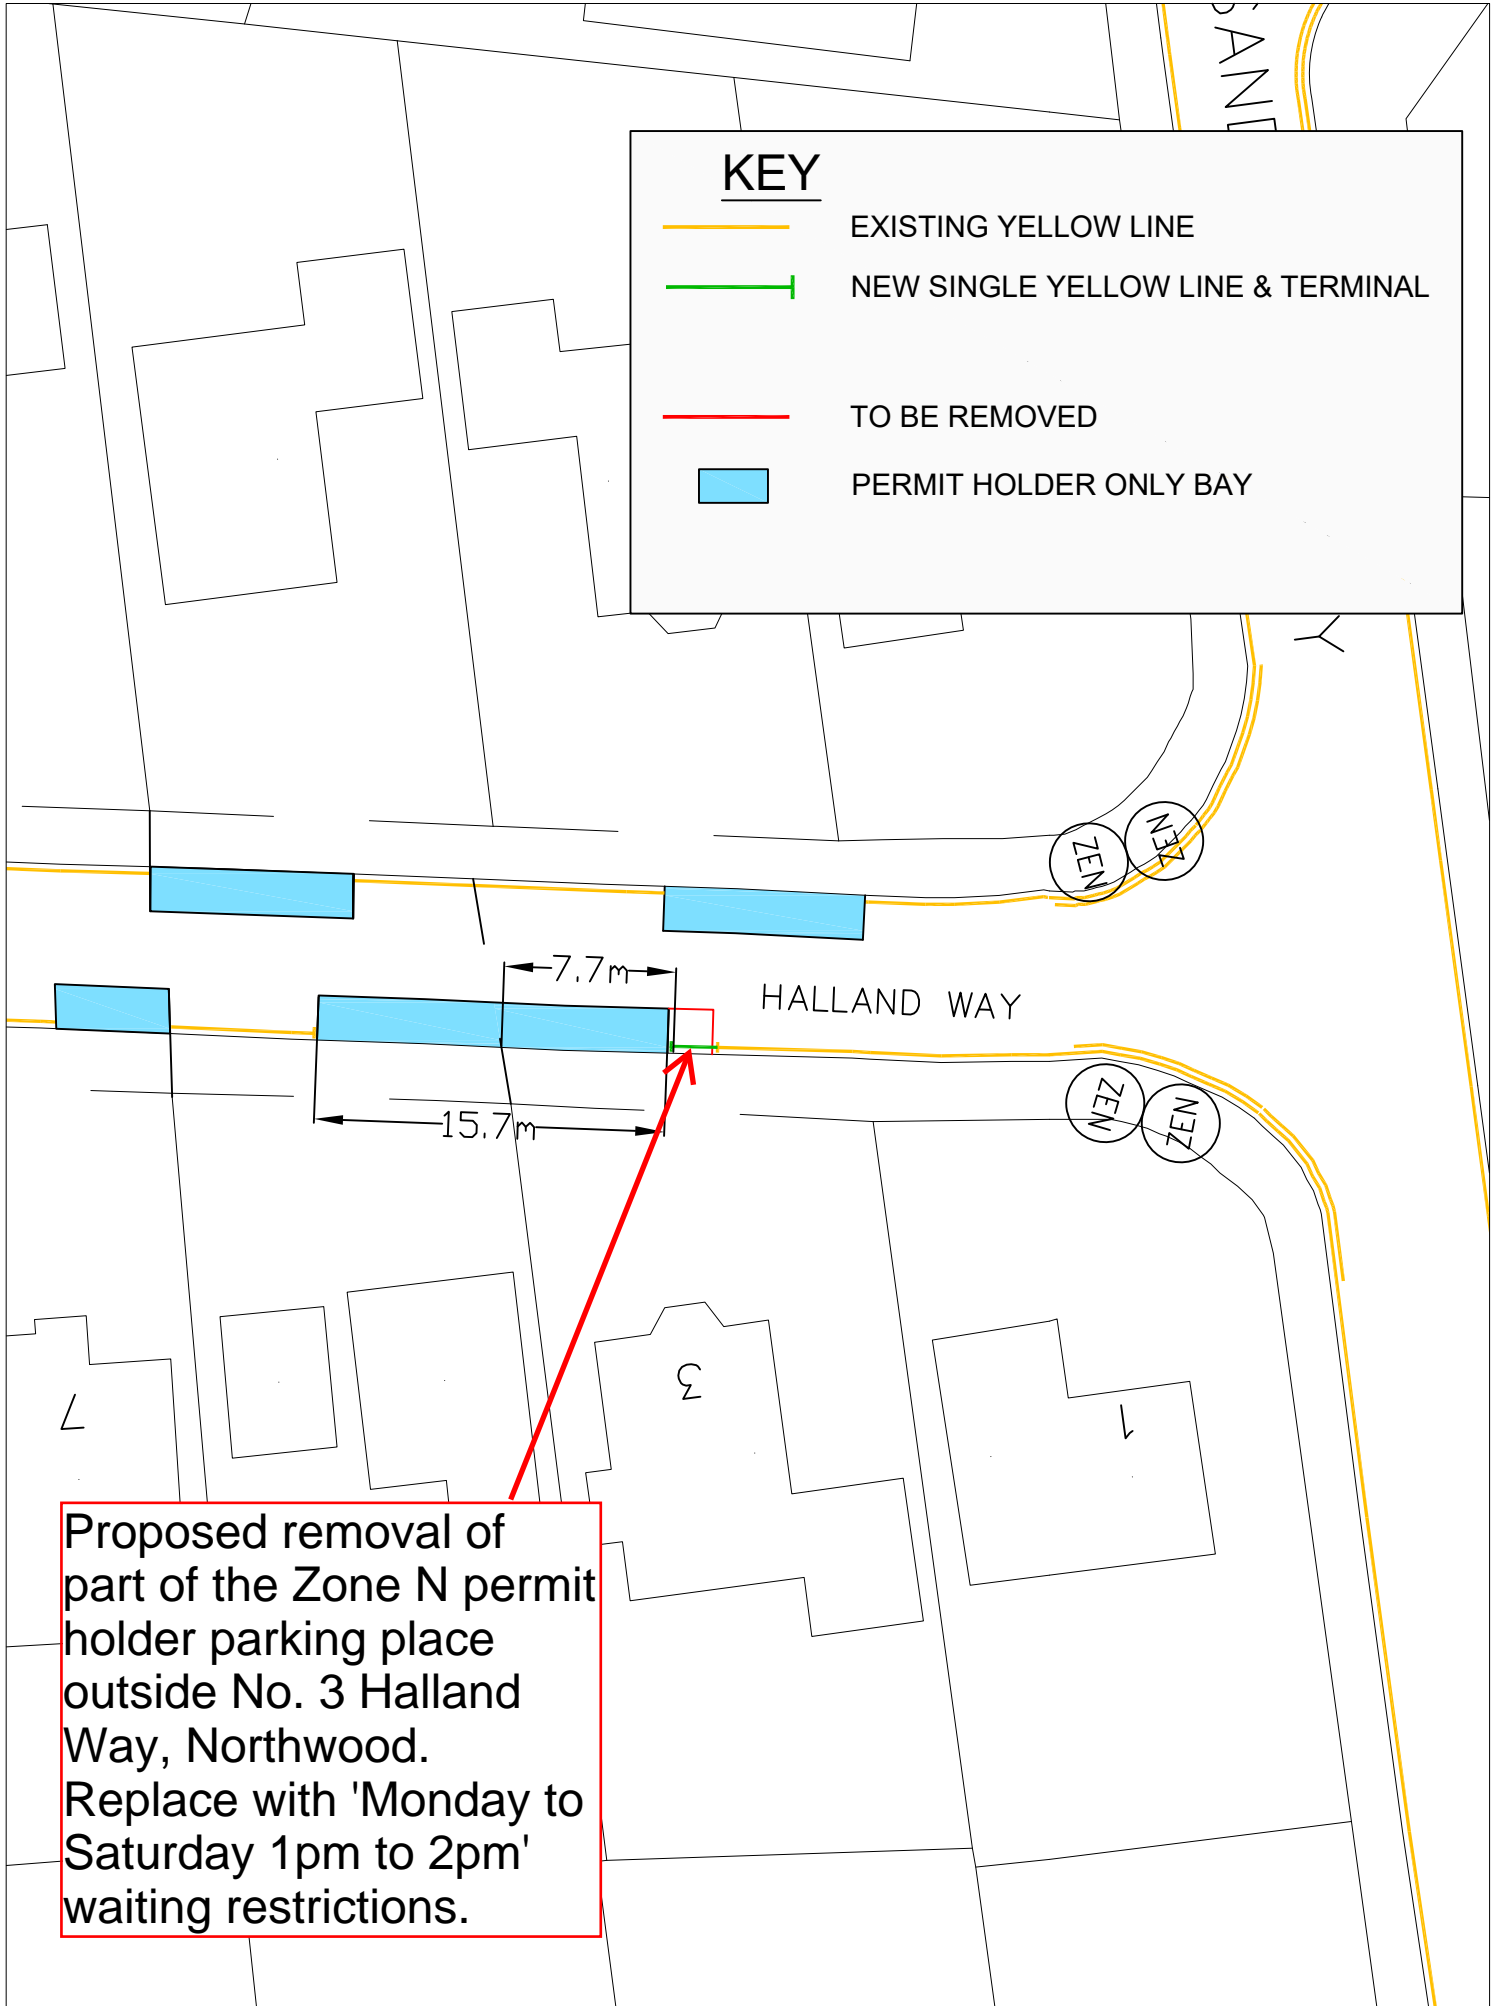 SAND
KEY
EXISTING YELLOW LINE
NEW SINGLE YELLOW LINE & TERMINAL
TO BE REMOVED
PERMIT HOLDER ONLY BAY
Y
ZEN
ZEN
7.7m
HALLAND WAY
ZEN
ZEN
15.7m
3
1
7
Proposed removal of
part of the Zone N permit
holder parking place
outside No. 3 Halland
Way, Northwood.
Replace with 'Monday to
Saturday 1pm to 2pm'
waiting restrictions.